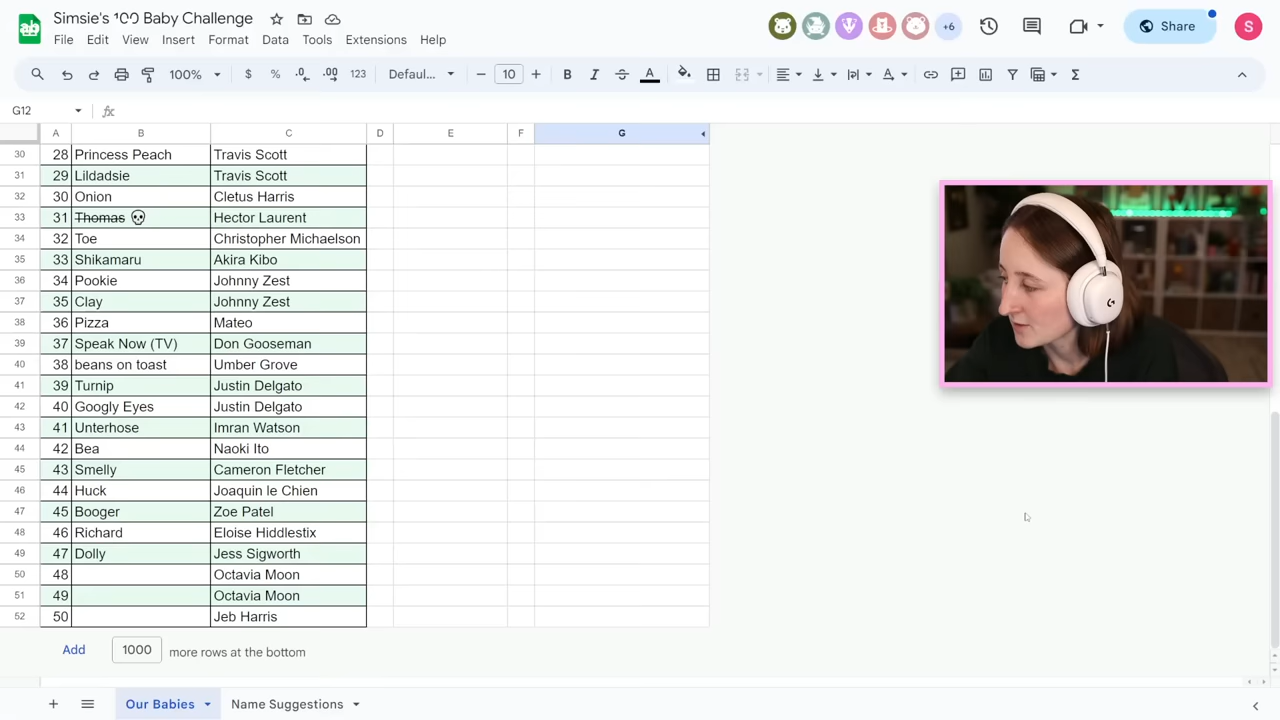 Simsie's 100 Baby Challenge
File Edit View Insert Format Data Tools Extensions Help
+6 Share S
100% $ % .0 .00 123 Defaul... 10 B I A
G12 fx
A B C D E F G
30 28 Princess Peach Travis Scott
31 29 Lildadsie Travis Scott
32 30 Onion Cletus Harris
33 31 Thomas 💀 Hector Laurent
34 32 Toe Christopher Michaelson
35 33 Shikamaru Akira Kibo
36 34 Pookie Johnny Zest
37 35 Clay Johnny Zest
38 36 Pizza Mateo
39 37 Speak Now (TV) Don Gooseman
40 38 beans on toast Umber Grove
41 39 Turnip Justin Delgato
42 40 Googly Eyes Justin Delgato
43 41 Unterhose Imran Watson
44 42 Bea Naoki Ito
45 43 Smelly Cameron Fletcher
46 44 Huck Joaquin le Chien
47 45 Booger Zoe Patel
48 46 Richard Eloise Hiddlestix
49 47 Dolly Jess Sigworth
50 48 Octavia Moon
51 49 Octavia Moon
52 50 Jeb Harris
Add 1000 more rows at the bottom
Our Babies Name Suggestions